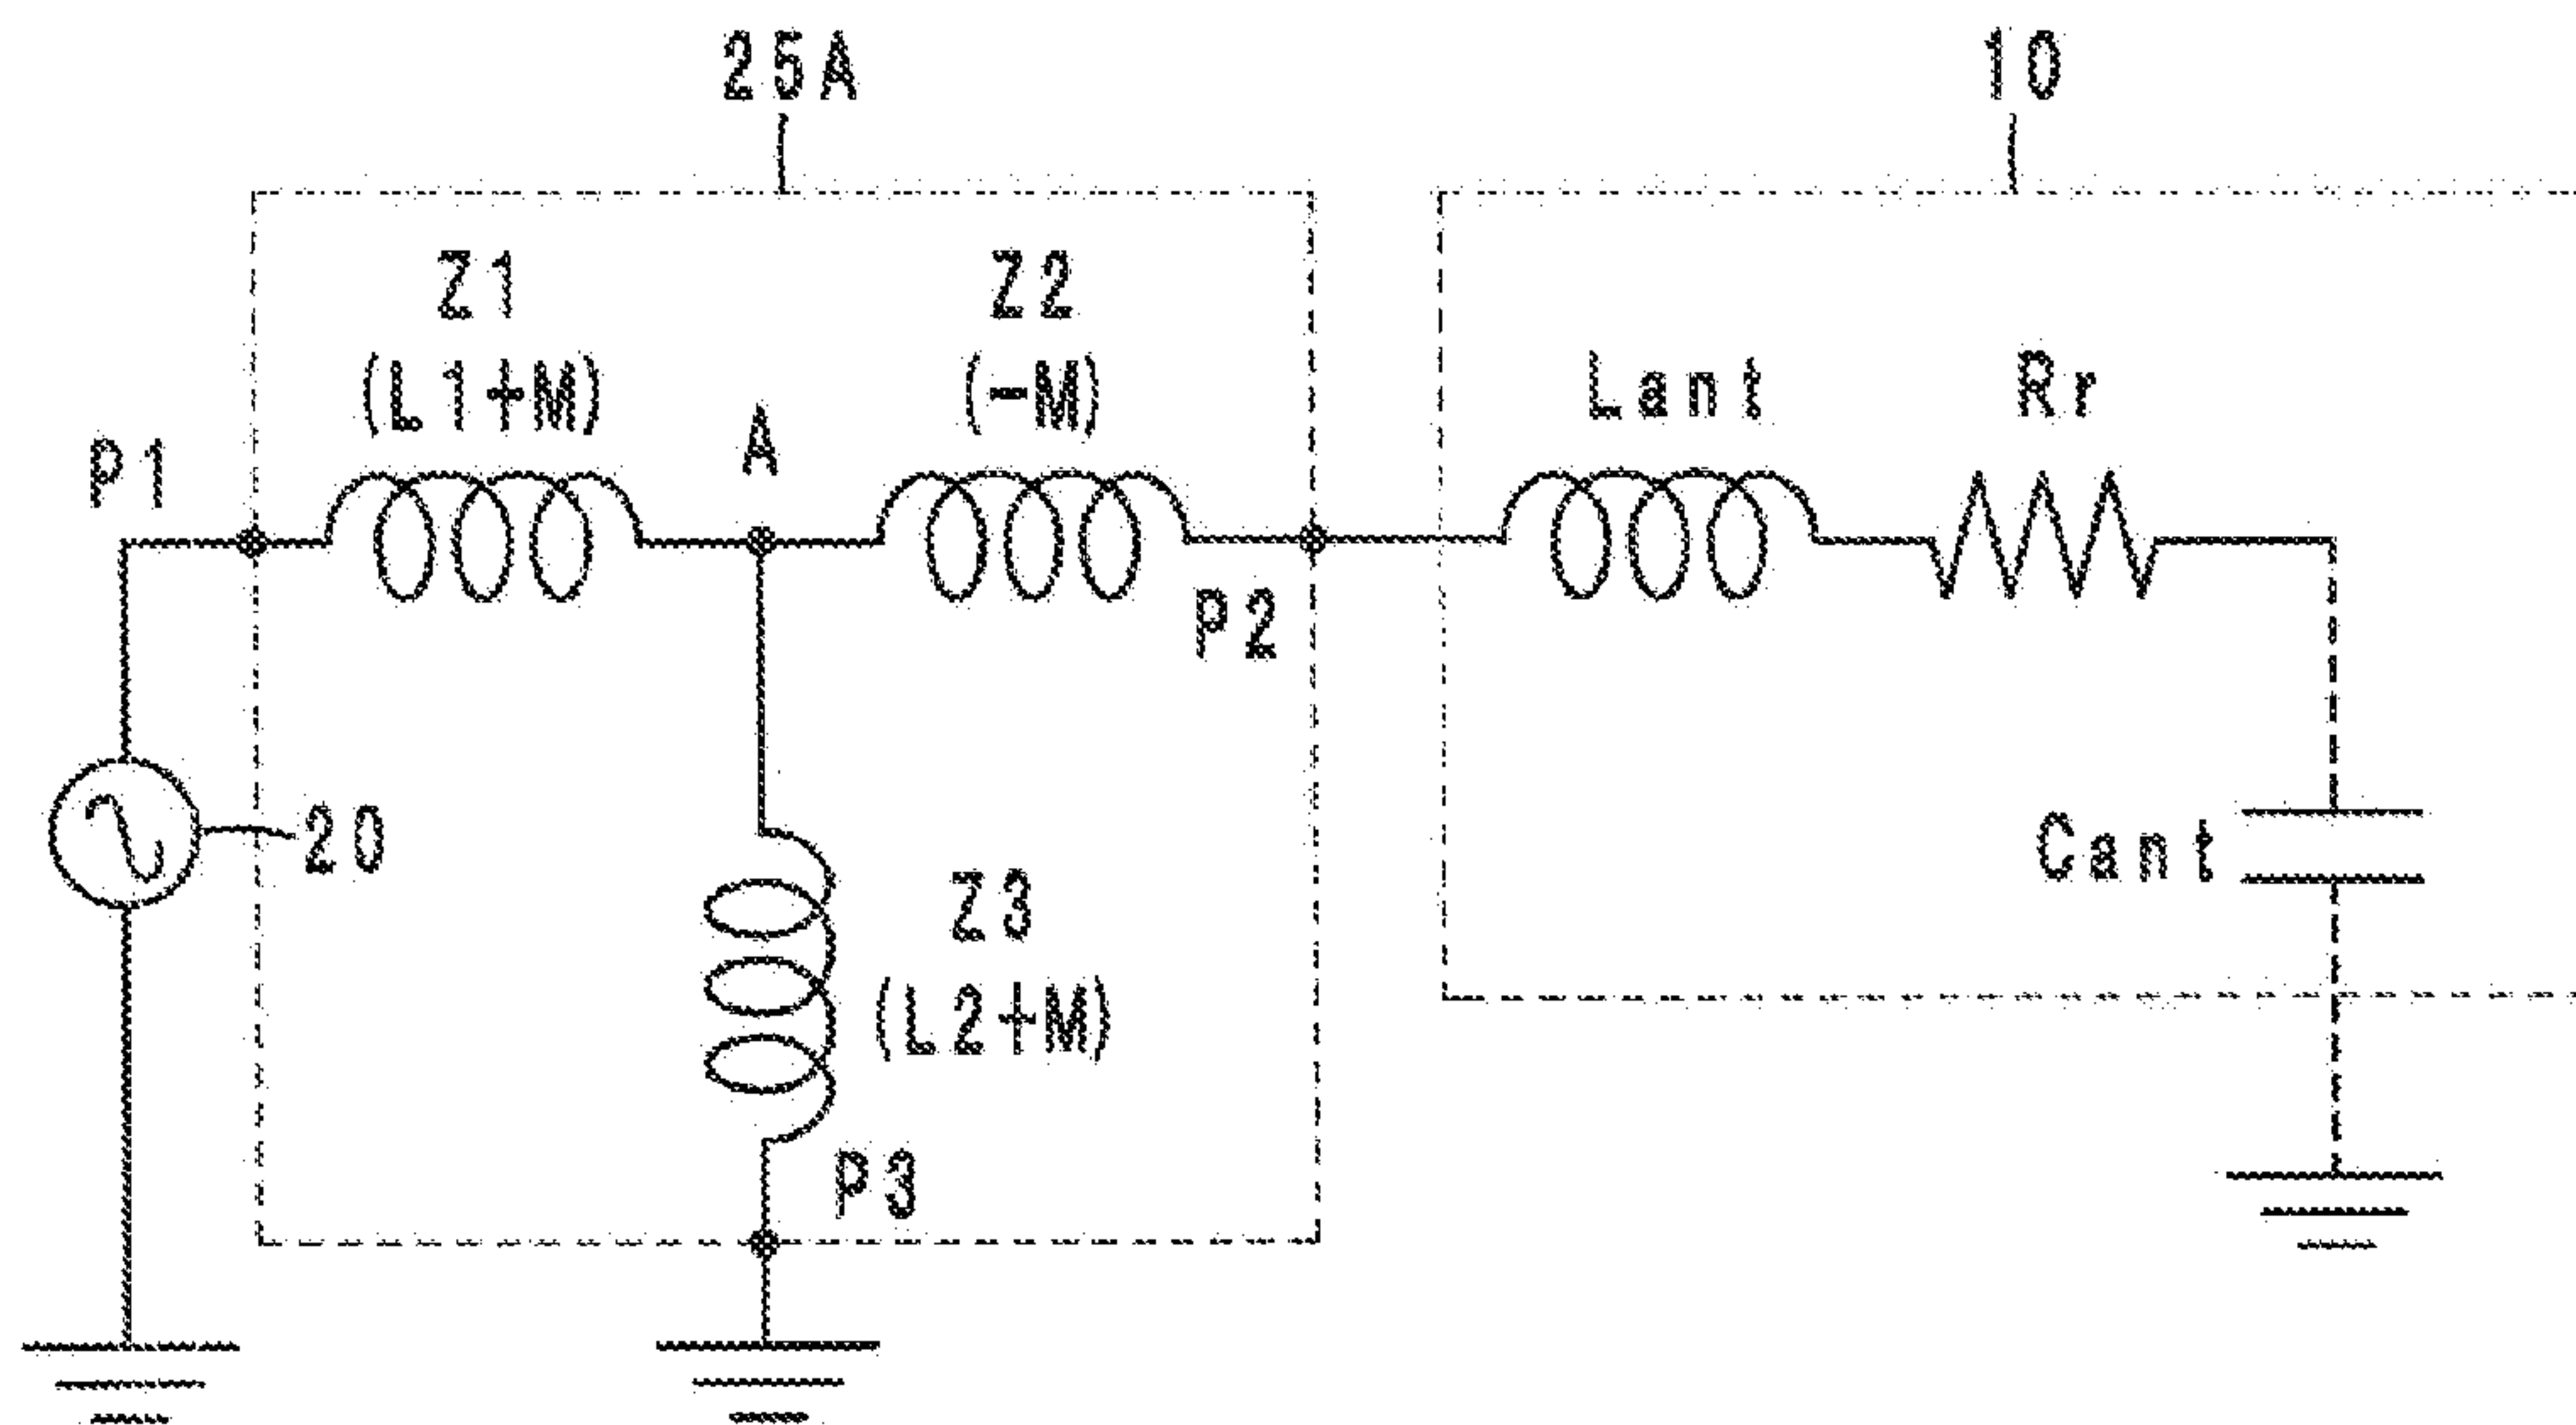 25A
10
Z1
(L1+M)
Z2
(-M)
P1
A
Lant
Rr
P2
20
Z3
(L2+M)
Cant
P3